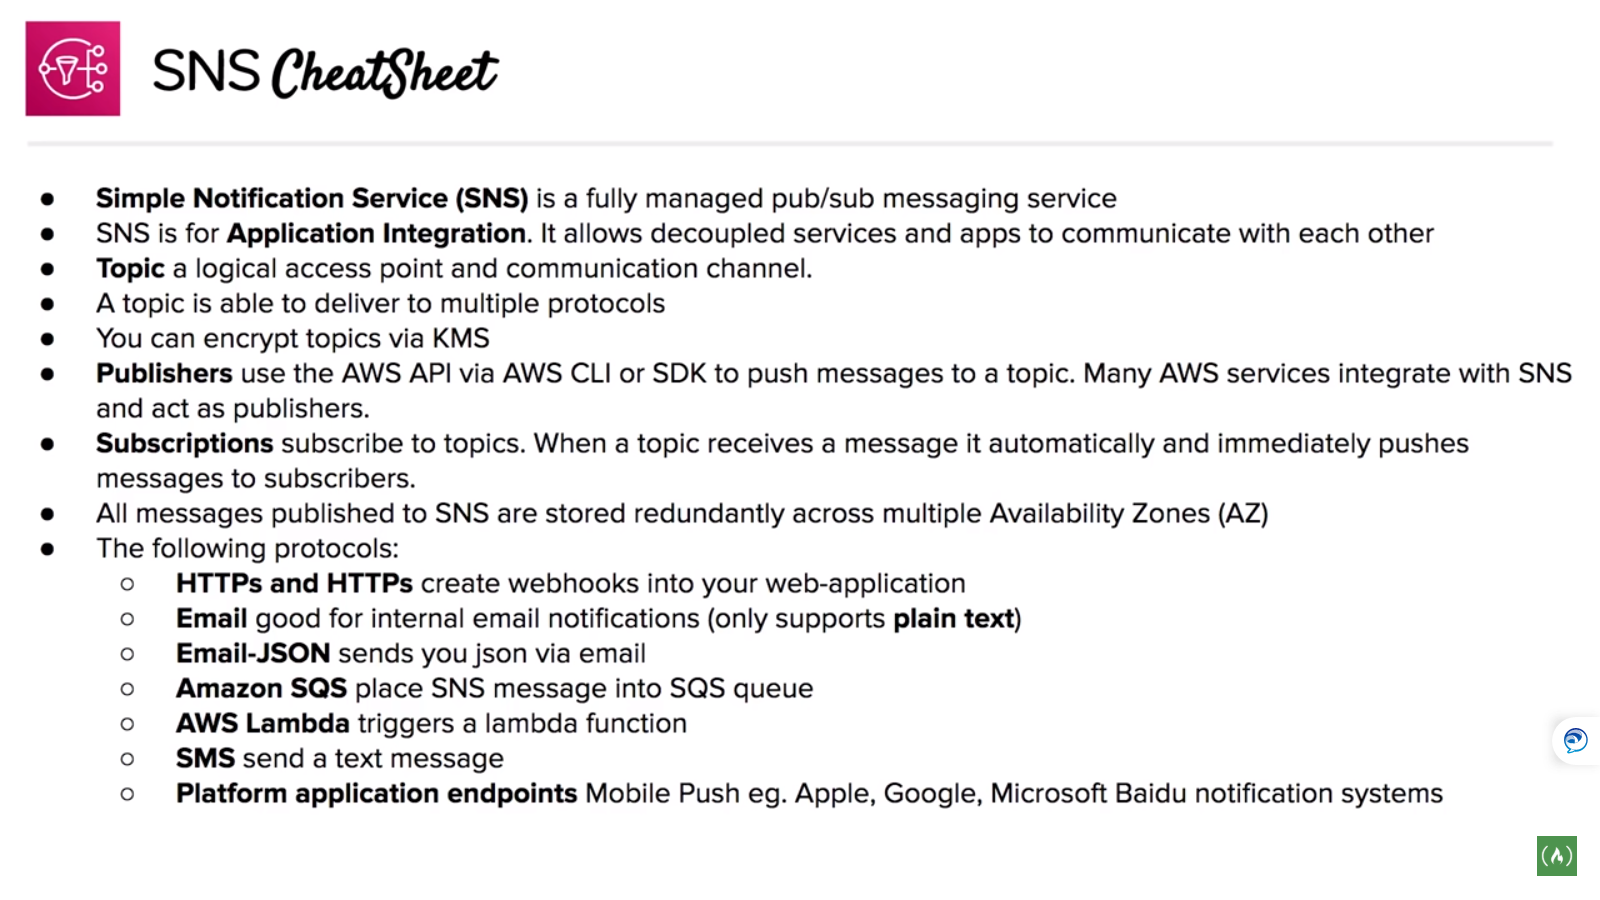 SNS CheatSheet
● Simple Notification Service (SNS) is a fully managed pub/sub messaging service
● SNS is for Application Integration. It allows decoupled services and apps to communicate with each other
● Topic a logical access point and communication channel.
● A topic is able to deliver to multiple protocols
● You can encrypt topics via KMS
● Publishers use the AWS API via AWS CLI or SDK to push messages to a topic. Many AWS services integrate with SNS
and act as publishers.
● Subscriptions subscribe to topics. When a topic receives a message it automatically and immediately pushes
messages to subscribers.
● All messages published to SNS are stored redundantly across multiple Availability Zones (AZ)
● The following protocols:
○ HTTPs and HTTPs create webhooks into your web-application
○ Email good for internal email notifications (only supports plain text)
○ Email-JSON sends you json via email
○ Amazon SQS place SNS message into SQS queue
○ AWS Lambda triggers a lambda function
○ SMS send a text message
○ Platform application endpoints Mobile Push eg. Apple, Google, Microsoft Baidu notification systems